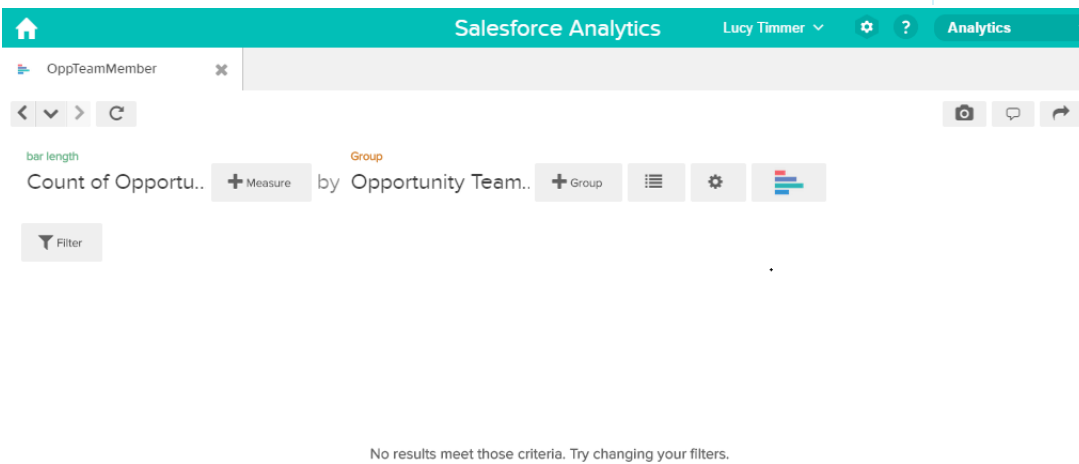 Salesforce Analytics Lucy Timmer ? Analytics
OppTeamMember
bar length Group
Count of Opportu.. Measure by Opportunity Team.. Group
Filter
No results meet those criteria. Try changing your filters.